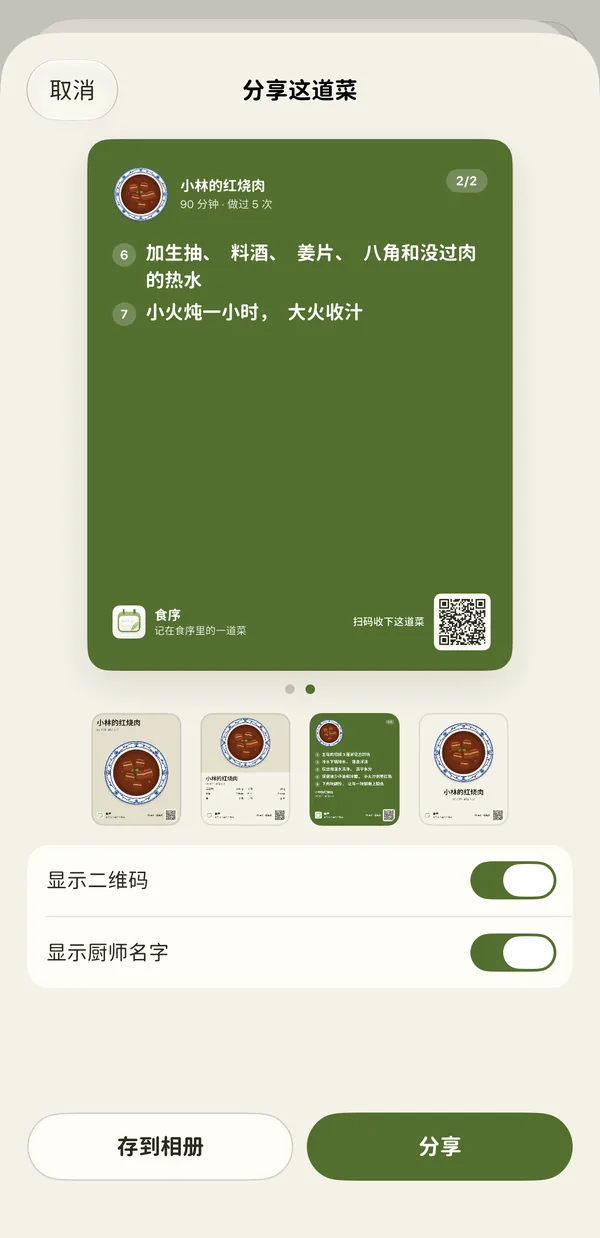 取消
分享这道菜
小林的红烧肉
90 分钟 · 做过 5 次
2/2
6 加生抽、 料酒、 姜片、 八角和没过肉
的热水
7 小火炖一小时， 大火收汁
食序
记在食序里的一道菜
扫码收下这道菜
小林的红烧肉
小林的红烧肉
小林的红烧肉
显示二维码
显示厨师名字
存到相册
分享